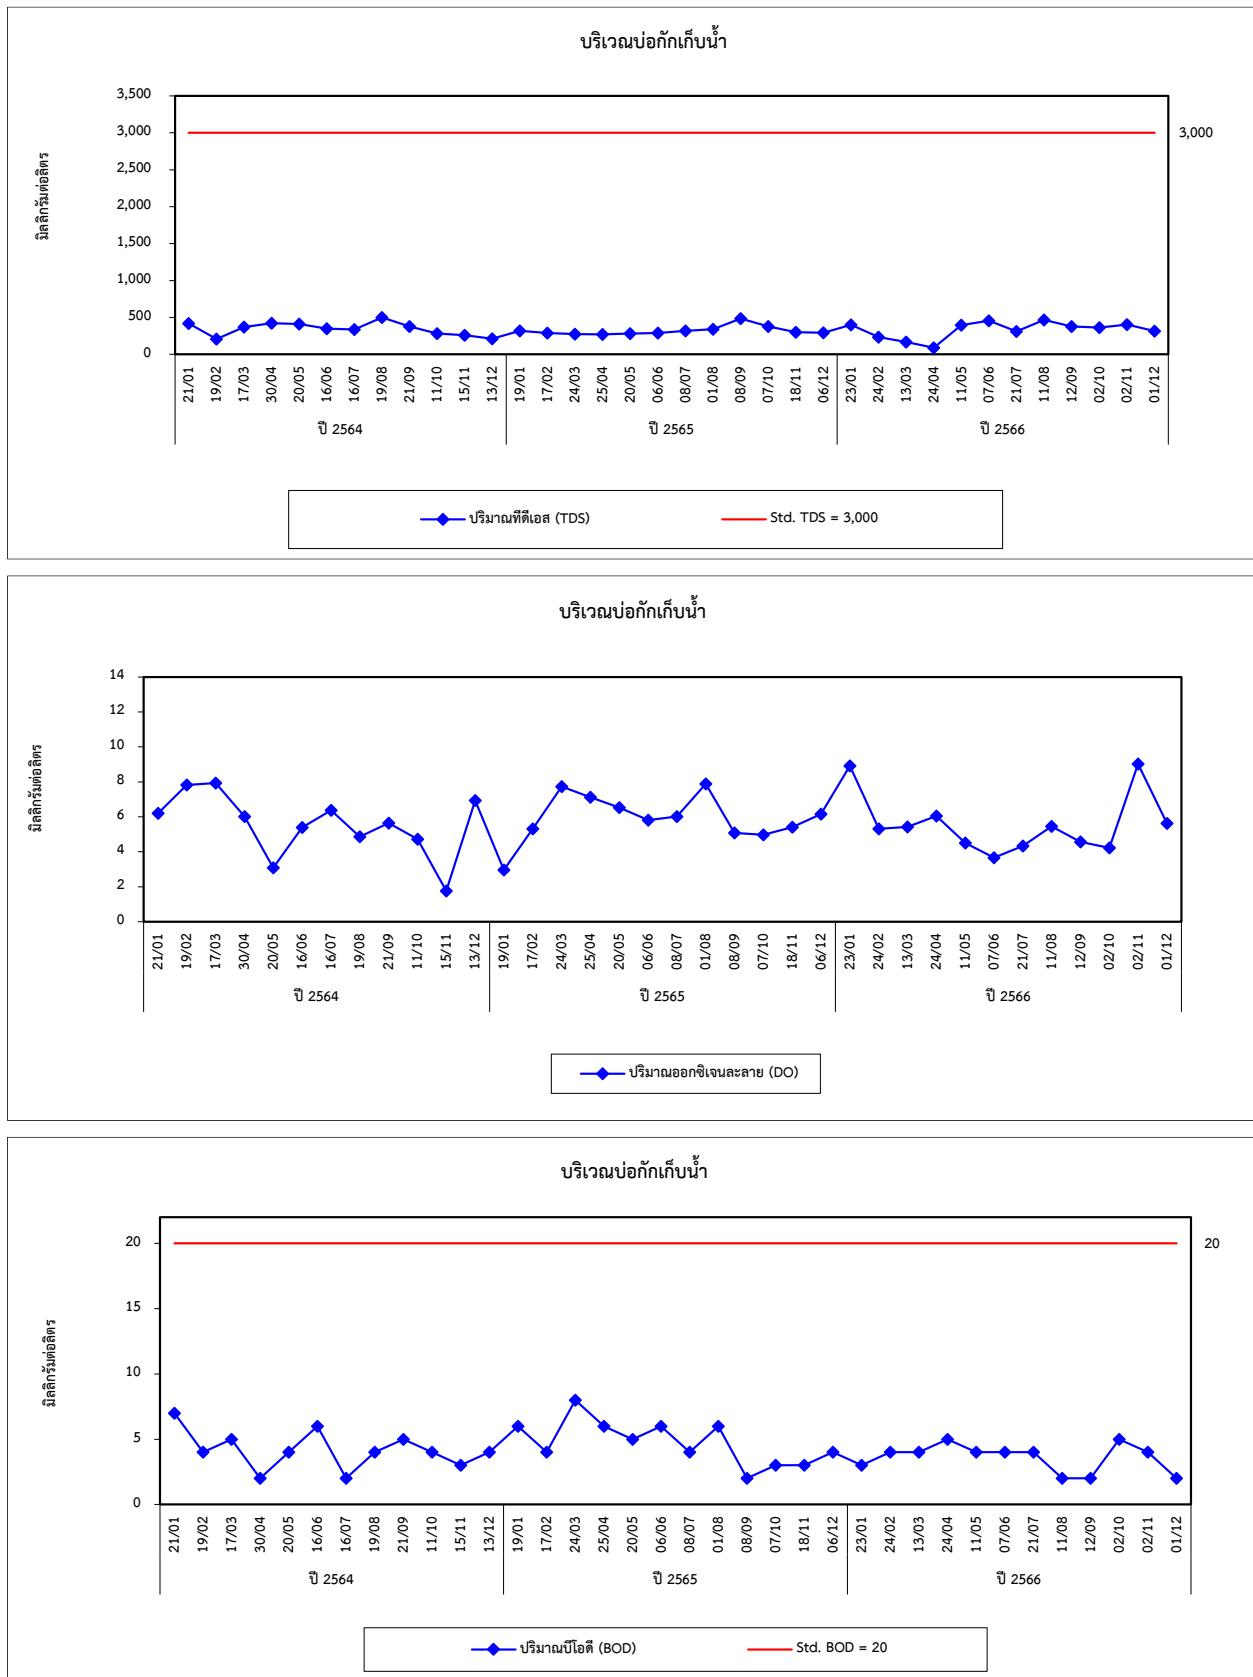 บริเวณบ่อกักเก็บน้ำ
มิลลิกรัมต่อลิตร
3,500
3,000
2,500
2,000
1,500
1,000
500
0
3,000
21/01 19/02 17/03 30/04 20/05 16/06 16/07 19/08 21/09 11/10 15/11 13/12 19/01 17/02 24/03 25/04 20/05 06/06 08/07 01/08 08/09 07/10 18/11 06/12 23/01 24/02 13/03 24/04 11/05 07/06 21/07 11/08 12/09 02/10 02/11 01/12
ปี 2564 ปี 2565 ปี 2566
ปริมาณทีดีเอส (TDS) Std. TDS = 3,000
บริเวณบ่อกักเก็บน้ำ
มิลลิกรัมต่อลิตร
14
12
10
8
6
4
2
0
21/01 19/02 17/03 30/04 20/05 16/06 16/07 19/08 21/09 11/10 15/11 13/12 19/01 17/02 24/03 25/04 20/05 06/06 08/07 01/08 08/09 07/10 18/11 06/12 23/01 24/02 13/03 24/04 11/05 07/06 21/07 11/08 12/09 02/10 02/11 01/12
ปี 2564 ปี 2565 ปี 2566
ปริมาณออกซิเจนละลาย (DO)
บริเวณบ่อกักเก็บน้ำ
มิลลิกรัมต่อลิตร
20
15
10
5
0
20
21/01 19/02 17/03 30/04 20/05 16/06 16/07 19/08 21/09 11/10 15/11 13/12 19/01 17/02 24/03 25/04 20/05 06/06 08/07 01/08 08/09 07/10 18/11 06/12 23/01 24/02 13/03 24/04 11/05 07/06 21/07 11/08 12/09 02/10 02/11 01/12
ปี 2564 ปี 2565 ปี 2566
ปริมาณบีโอดี (BOD) Std. BOD = 20